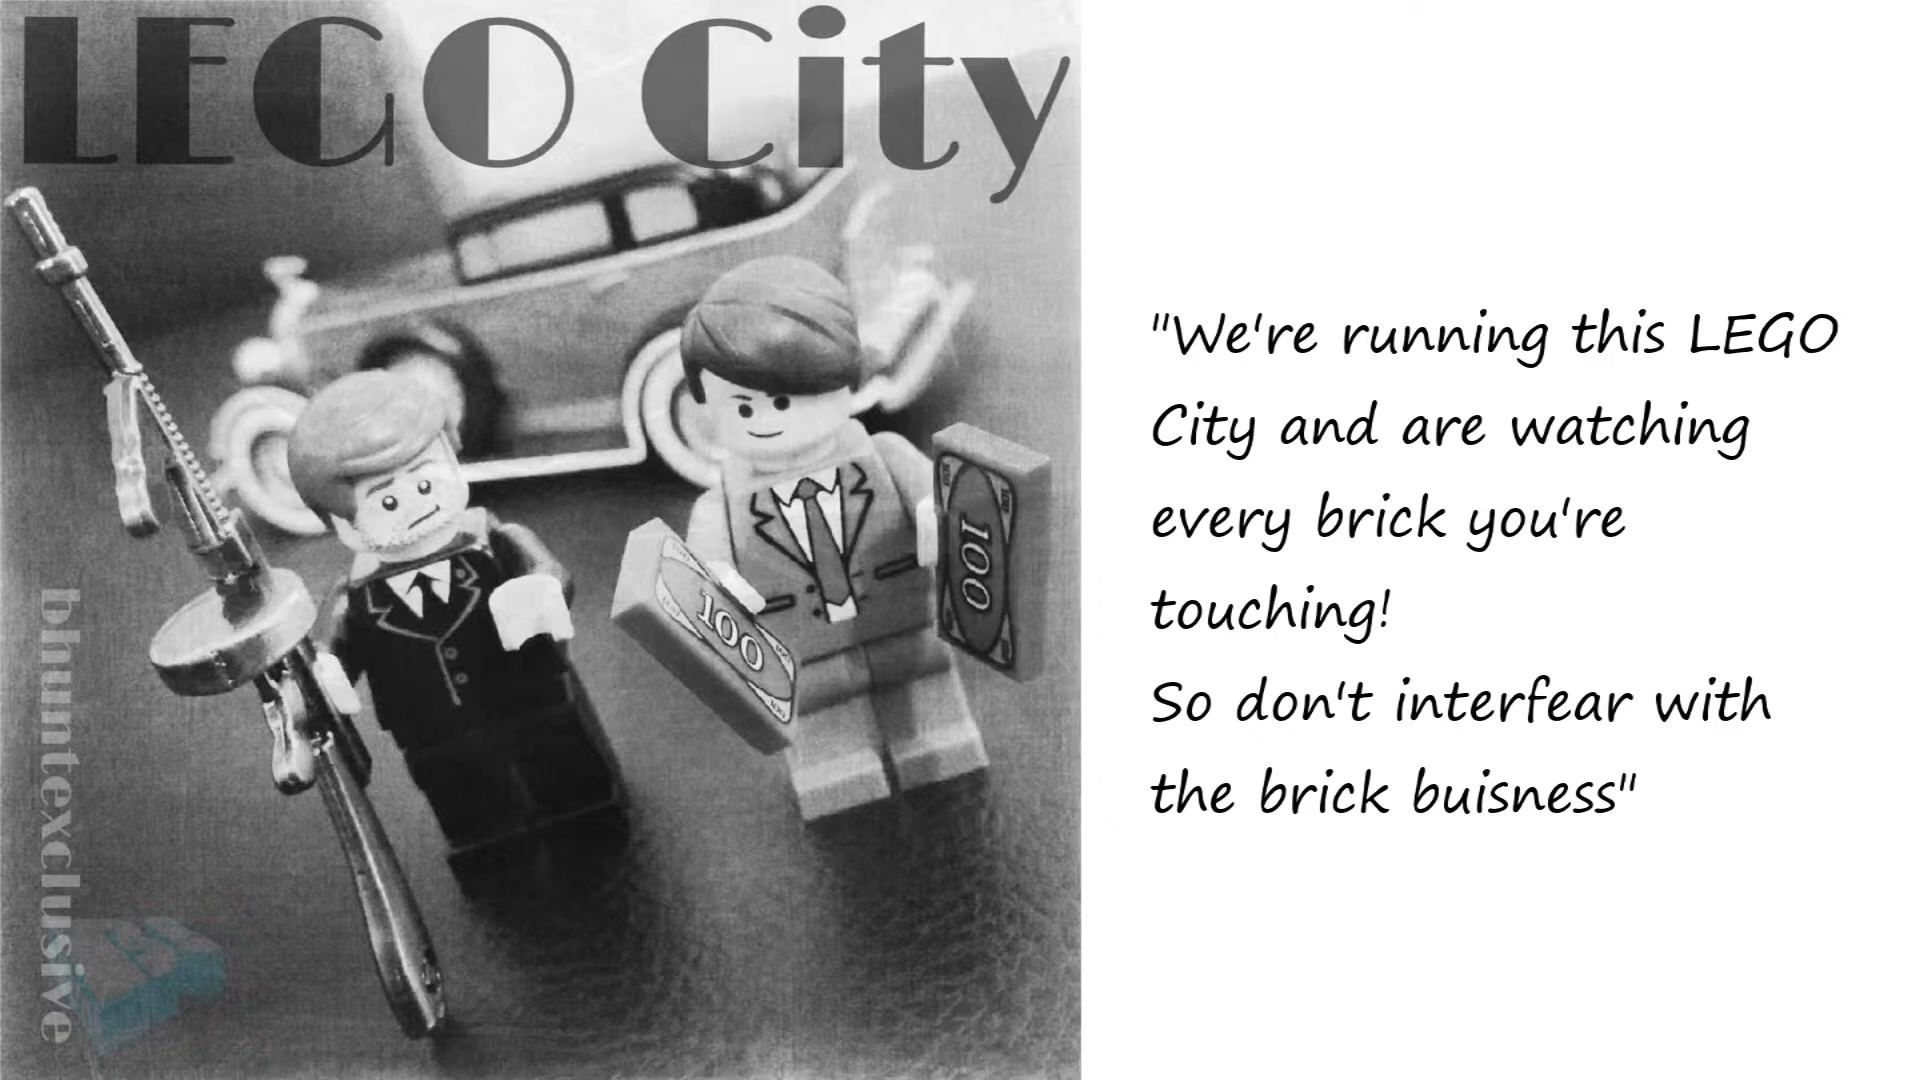 LEGO City
100
100
bhuntexclusive
"We're running this LEGO
City and are watching
every brick you're
touching!
So don't interfear with
the brick buisness"